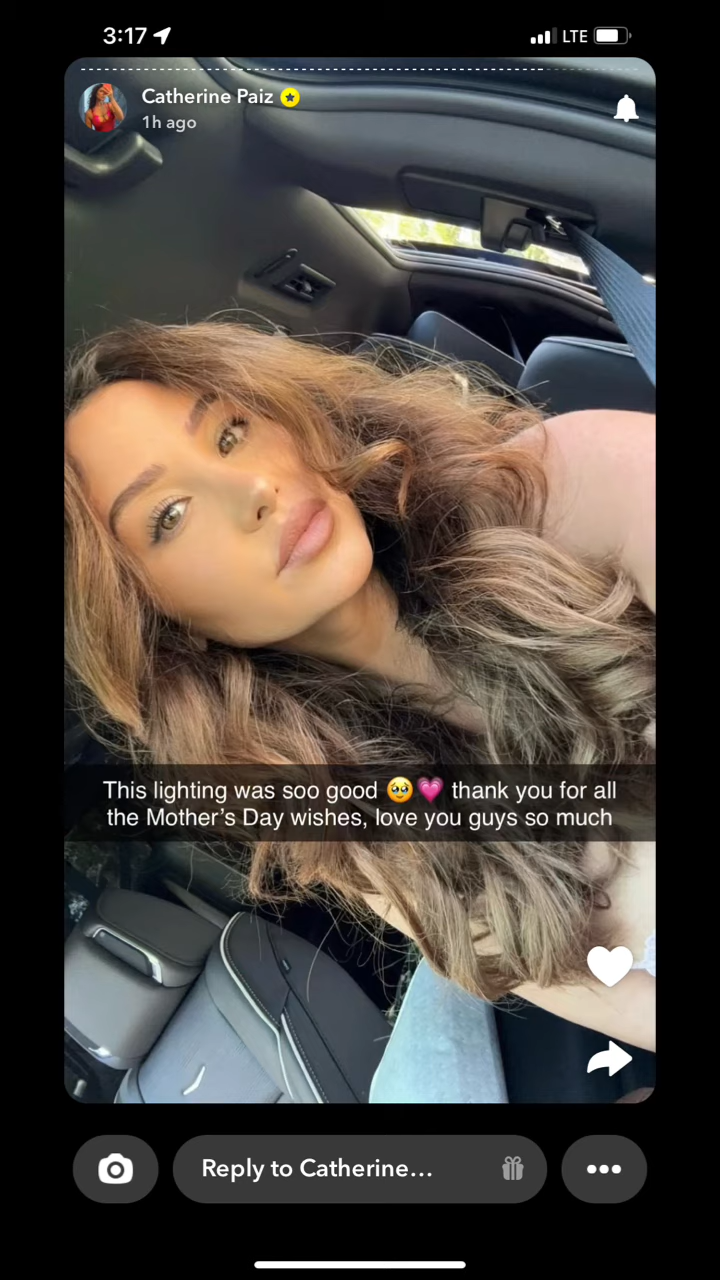 3:17
LTE
Catherine Paiz
1h ago
This lighting was soo good 🥹💗 thank you for all
the Mother's Day wishes, love you guys so much
Reply to Catherine...